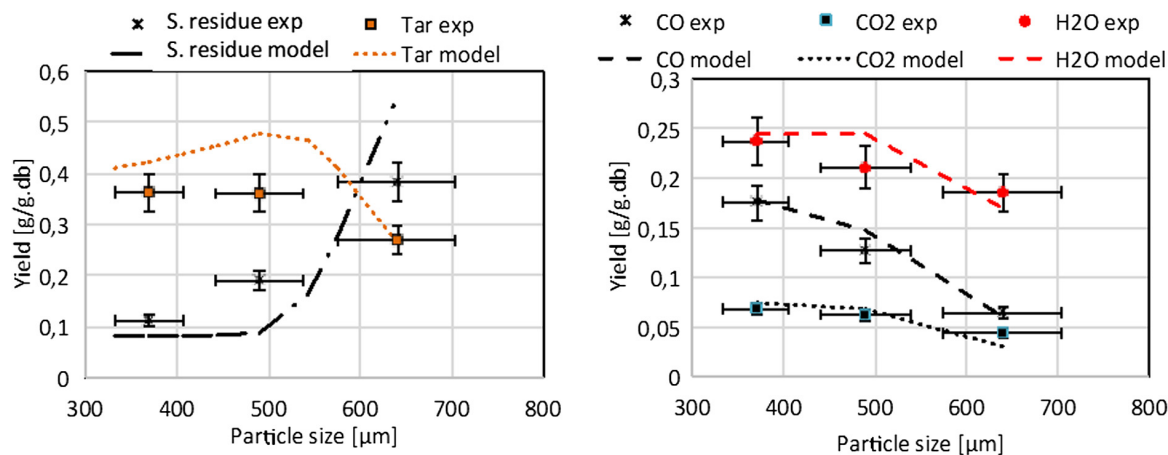 S. residue exp
Tar exp
S. residue model
Tar model
0,6
0,5
0,4
0,3
0,2
0,1
0
Yield [g/g.db]
300 400 500 600 700 800
Particle size [µm]
CO exp
CO2 exp
H2O exp
CO model
CO2 model
H2O model
0,3
0,25
0,2
0,15
0,1
0,05
0
Yield [g/g.db]
300 400 500 600 700 800
Particle size [µm]